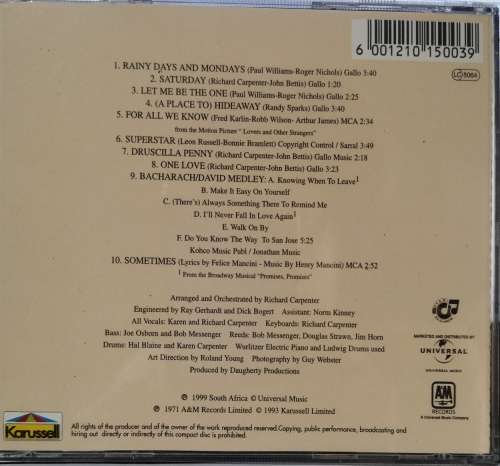 6 001210 150039
LC 5064
1. RAINY DAYS AND MONDAYS (Paul Williams-Roger Nichols) Gallo 3:40
2. SATURDAY (Richard Carpenter-John Bettis) Gallo 1:20
3. LET ME BE THE ONE (Paul Williams-Roger Nichols) Gallo 2:25
4. (A PLACE TO) HIDEAWAY (Randy Sparks) Gallo 3:40
5. FOR ALL WE KNOW (Fred Karlin-Robb Wilson- Arthur James) MCA 2:34
from the Motion Picture " Lovers and Other Strangers"
6. SUPERSTAR (Leon Russell-Bonnie Bramlett) Copyright Control / Sarral 3:49
7. DRUSCILLA PENNY (Richard Carpenter-John Bettis) Gallo Music 2:18
8. ONE LOVE (Richard Carpenter-John Bettis) Gallo 3:23
9. BACHARACH/DAVID MEDLEY: A. Knowing When To Leave¹
B. Make It Easy On Yourself
C. (There's) Always Something There To Remind Me
D. I'll Never Fall In Love Again¹
E. Walk On By
F. Do You Know The Way To San Jose 5:25
Kohco Music Publ / Jonathan Music
10. SOMETIMES (Lyrics by Felice Mancini - Music By Henry Mancini) MCA 2:52
¹ From the Broadway Musical "Promises, Promises"
Arranged and Orchestrated by Richard Carpenter
Engineered by Ray Gerhardt and Dick Bogert Assistant: Norm Kinney
All Vocals: Karen and Richard Carpenter Keyboards: Richard Carpenter
Bass: Joe Osborn and Bob Messenger Reeds: Bob Messenger, Douglas Strawn, Jim Horn
Drums: Hal Blaine and Karen Carpenter Wurlitzer Electric Piano and Ludwig Drums used
Art Direction by Roland Young Photography by Guy Webster
Produced by Daugherty Productions
MARKETED AND DISTRIBUTED BY
UNIVERSAL
UNIVERSAL MUSIC
A&M
RECORDS
A Universal Music Company
℗ 1999 South Africa © Universal Music
℗ 1971 A&M Records Limited © 1993 Karussell Limited
Karussell
All rights of the producer and of the owner of the work reproduced reserved.Copying, public performance, broadcasting and
hiring out directly or indirectly of this compact disc is prohibited.